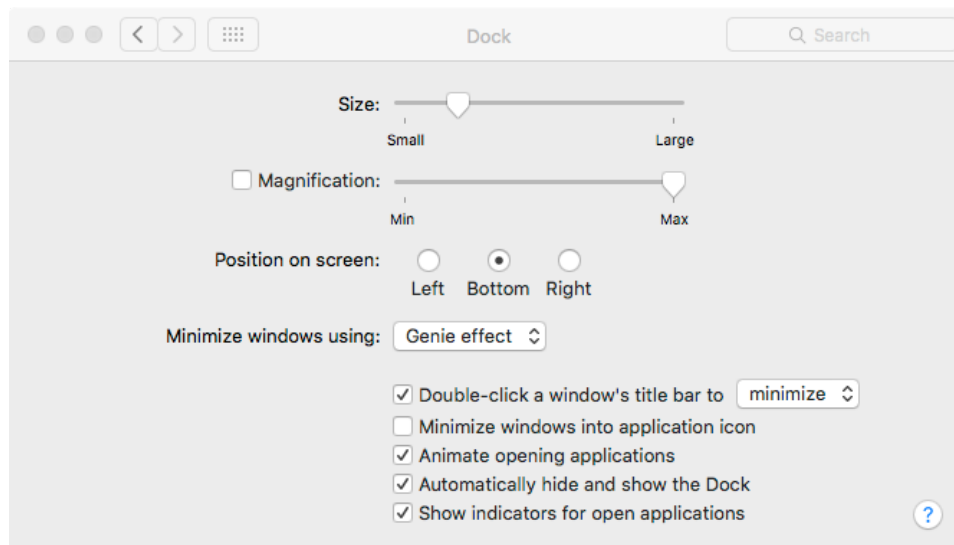 Dock
Search
Size:
Small Large
Magnification:
Min Max
Position on screen:
Left Bottom Right
Minimize windows using: Genie effect
Double-click a window's title bar to minimize
Minimize windows into application icon
Animate opening applications
Automatically hide and show the Dock
Show indicators for open applications
?